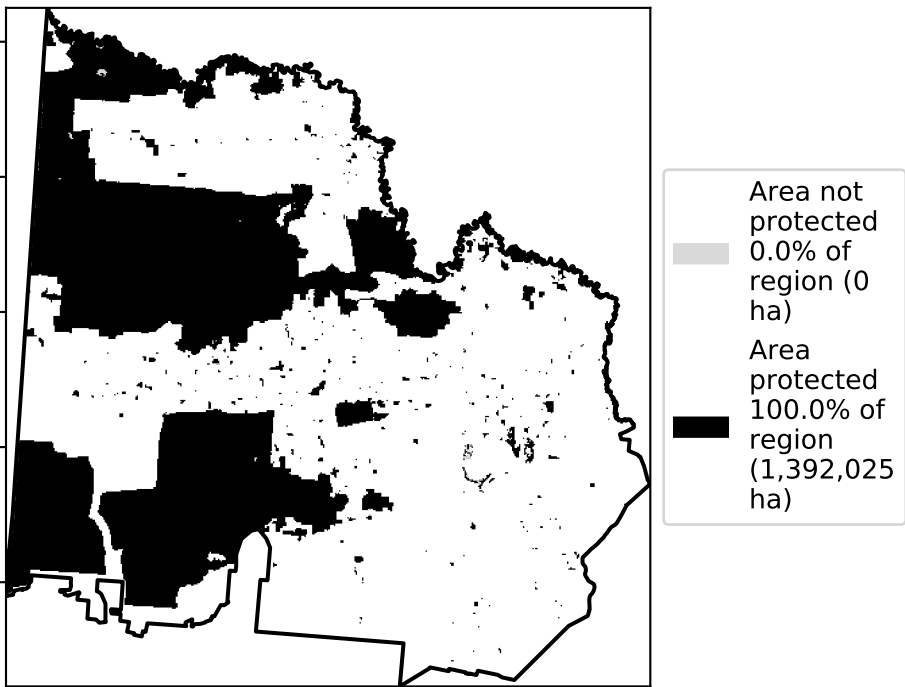 Area not
protected
0.0% of
region (0
ha)
Area
protected
100.0% of
region
(1,392,025
ha)